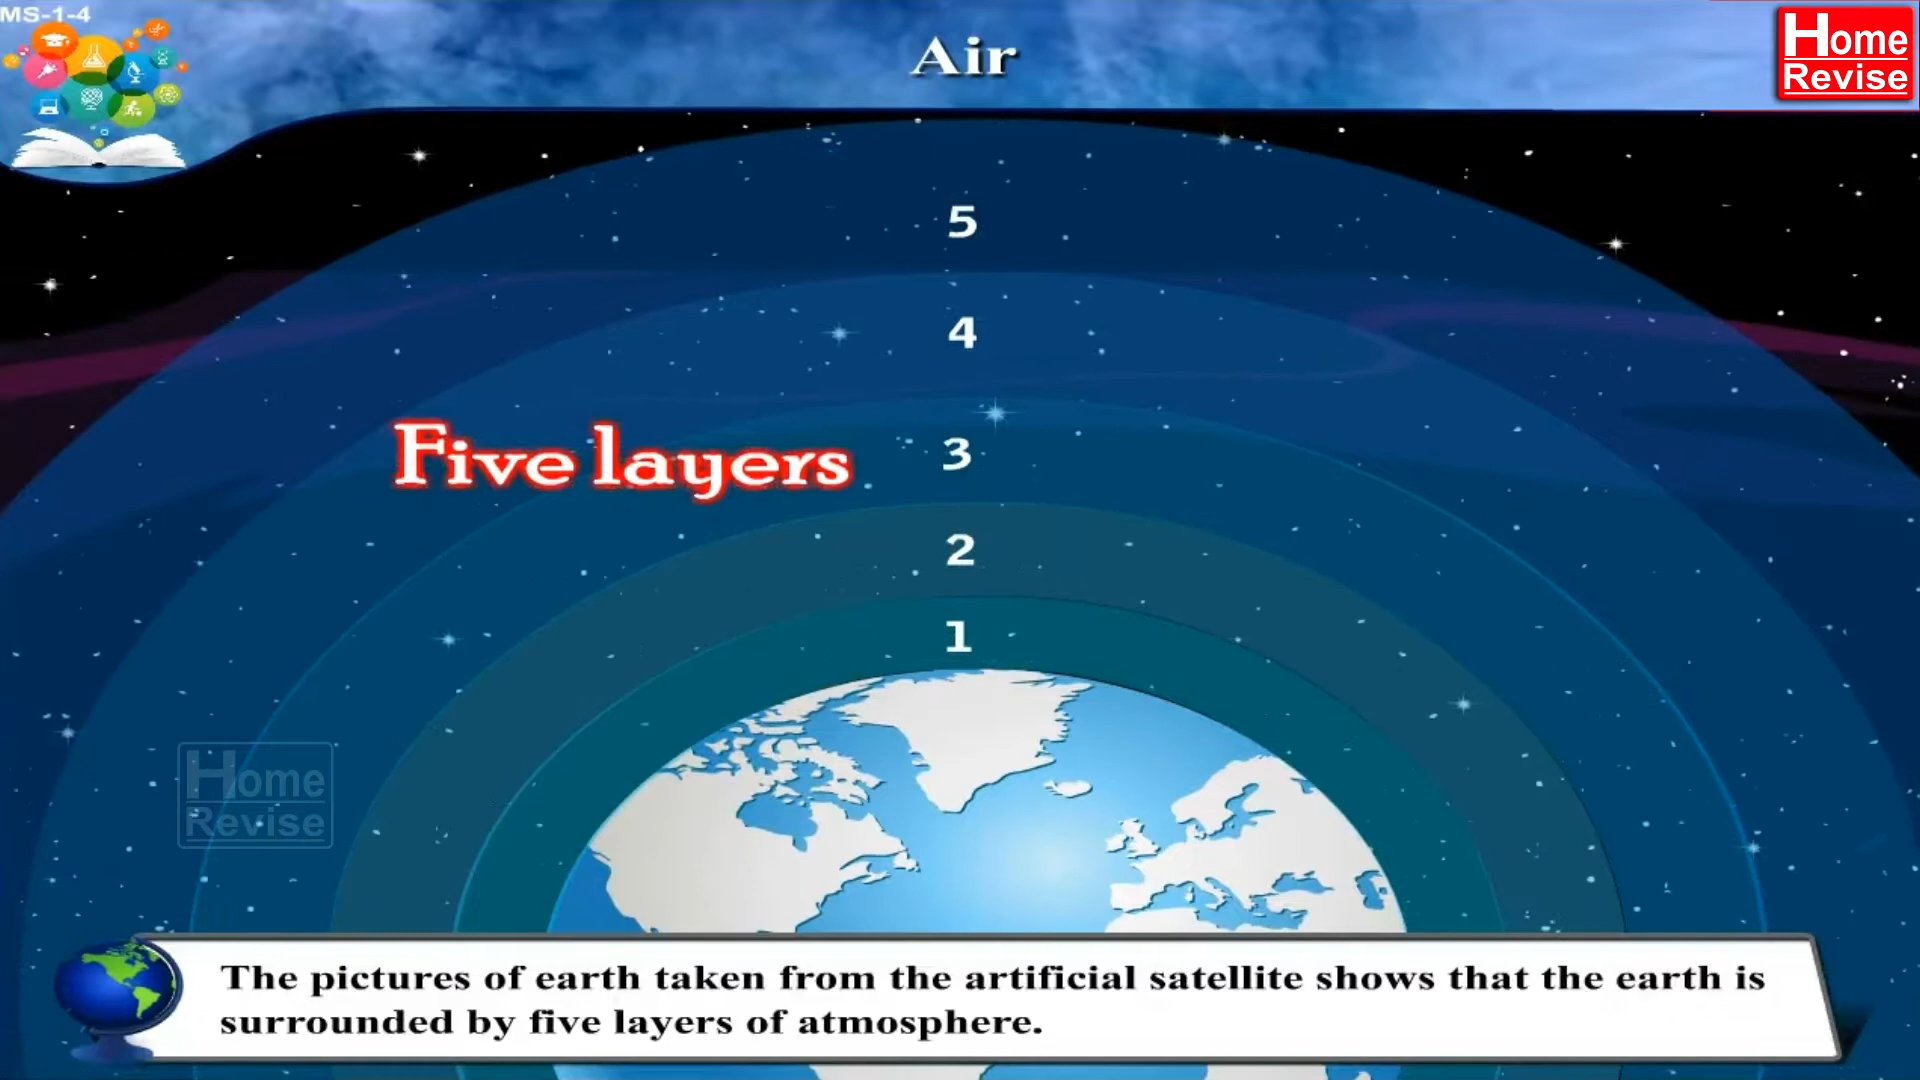 MS-1-4
Air
Home
Revise
5
4
Five layers
3
2
1
Home
Revise
The pictures of earth taken from the artificial satellite shows that the earth is
surrounded by five layers of atmosphere.